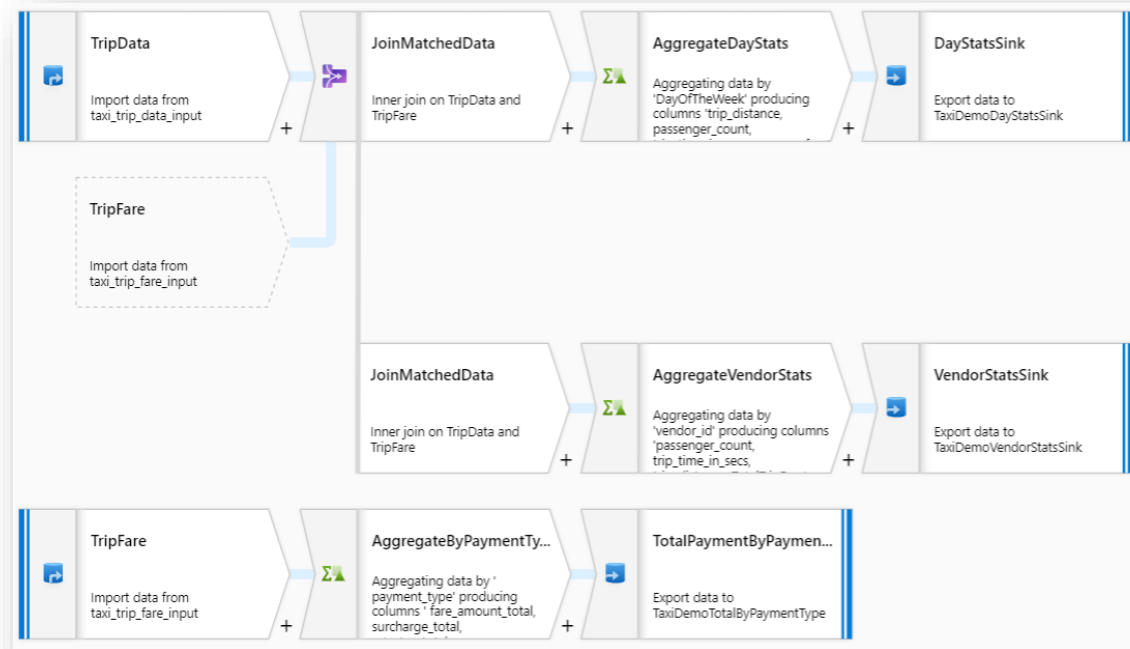 TripData
Import data from
taxi_trip_data_input
+
JoinMatchedData
Inner join on TripData and
TripFare
+
AggregateDayStats
Aggregating data by
'DayOfTheWeek' producing
columns 'trip_distance,
passenger_count,
+
DayStatsSink
Export data to
TaxiDemoDayStatsSink
TripFare
Import data from
taxi_trip_fare_input
JoinMatchedData
Inner join on TripData and
TripFare
+
AggregateVendorStats
Aggregating data by
'vendor_id' producing columns
'passenger_count,
trip_time_in_secs,
+
VendorStatsSink
Export data to
TaxiDemoVendorStatsSink
TripFare
Import data from
taxi_trip_fare_input
+
AggregateByPaymentTy...
Aggregating data by '
payment_type' producing
columns ' fare_amount_total,
surcharge_total,
+
TotalPaymentByPaymen...
Export data to
TaxiDemoTotalByPaymentType